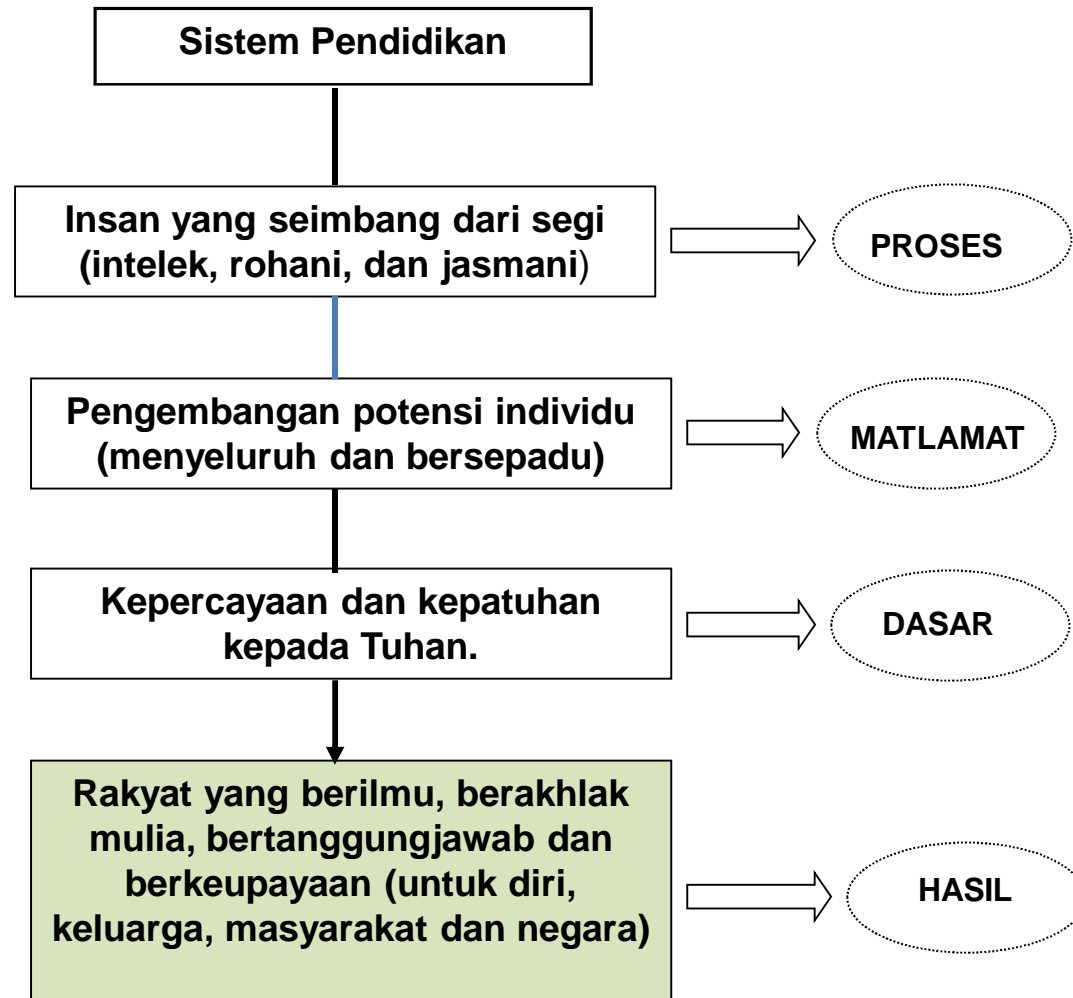 Sistem Pendidikan
Insan yang seimbang dari segi
(intelek, rohani, dan jasmani)
PROSES
Pengembangan potensi individu
(menyeluruh dan bersepadu)
MATLAMAT
Kepercayaan dan kepatuhan
kepada Tuhan.
DASAR
Rakyat yang berilmu, berakhlak
mulia, bertanggungjawab dan
berkeupayaan (untuk diri,
keluarga, masyarakat dan negara)
HASIL